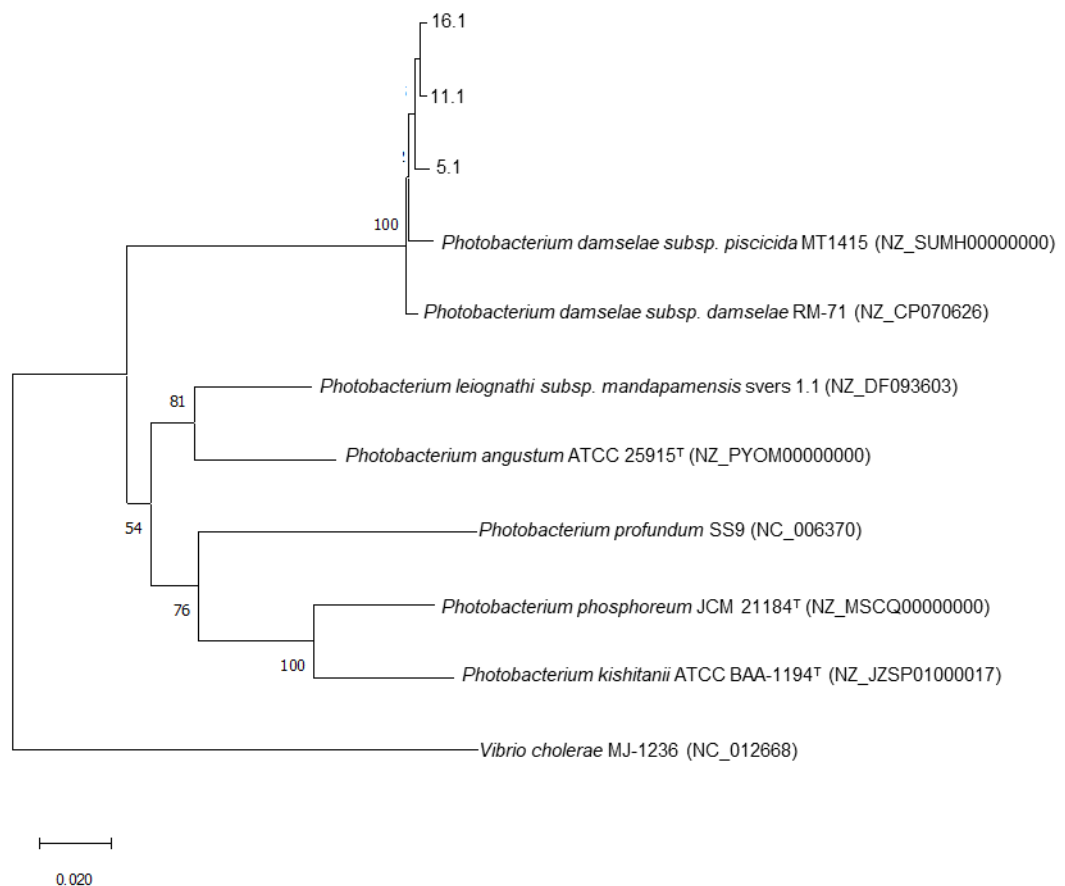 16.1
11.1
5.1
100
Photobacterium damselae subsp. piscicida MT1415 (NZ_SUMH00000000)
Photobacterium damselae subsp. damselae RM-71 (NZ_CP070626)
Photobacterium leiognathi subsp. mandapamensis svers 1.1 (NZ_DF093603)
81
Photobacterium angustum ATCC 25915ᵀ (NZ_PYOM00000000)
54
Photobacterium profundum SS9 (NC_006370)
76
Photobacterium phosphoreum JCM 21184ᵀ (NZ_MSCQ00000000)
100
Photobacterium kishitanii ATCC BAA-1194ᵀ (NZ_JZSP01000017)
Vibrio cholerae MJ-1236 (NC_012668)
0.020